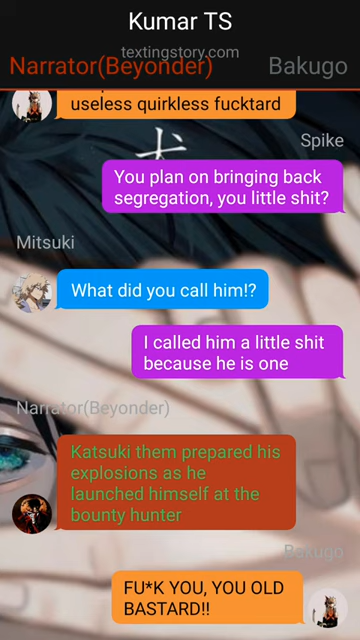 Kumar TS
textingstory.com
Narrator(Beyonder)
Bakugo
useless quirkless fucktard
Spike
You plan on bringing back
segregation, you little shit?
Mitsuki
What did you call him!?
I called him a little shit
because he is one
Narrator(Beyonder)
Katsuki them prepared his
explosions as he
launched himself at the
bounty hunter
Bakugo
FU*K YOU, YOU OLD
BASTARD!!